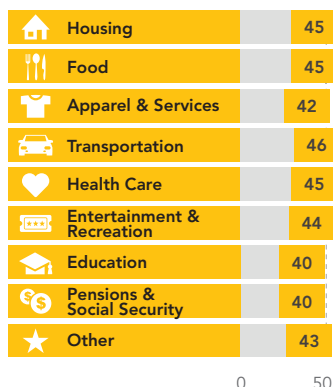 Housing 45
Food 45
Apparel & Services 42
Transportation 46
Health Care 45
Entertainment &
Recreation 44
Education 40
Pensions &
Social Security 40
Other 43
0 50